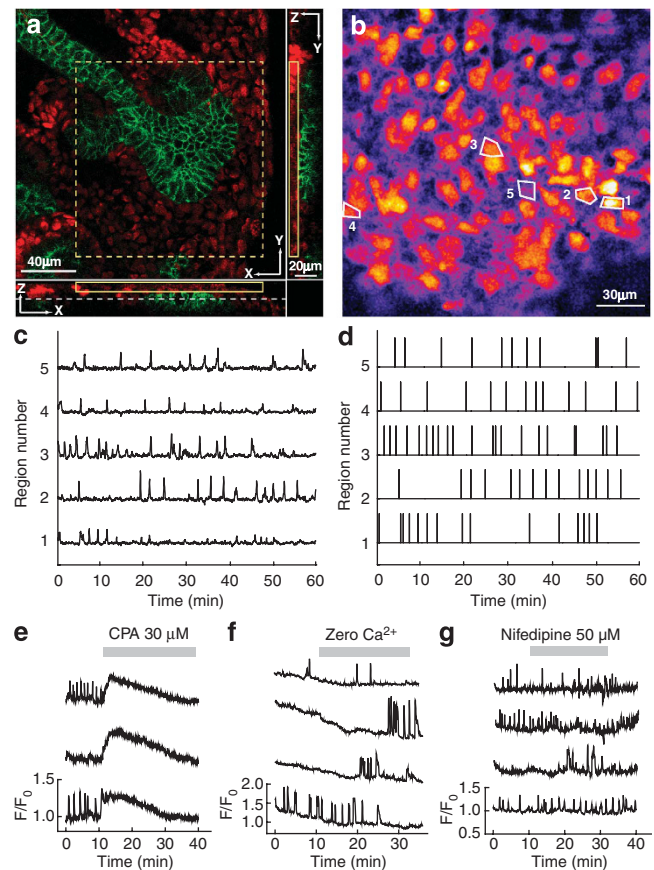 a
Z
Y
40µm
Y
X
20µm
Z
X
b
3
5
2
1
4
30µm
c
Region number
5
4
3
2
1
0 10 20 30 40 50 60
Time (min)
d
Region number
5
4
3
2
1
0 10 20 30 40 50 60
Time (min)
e
CPA 30 µM
F/F0
1.5
1.0
0 10 20 30 40
Time (min)
f
Zero Ca²⁺
F/F0
2.0
1.5
1.0
0 10 20 30
Time (min)
g
Nifedipine 50 µM
F/F0
1.5
1.0
0.5
0 10 20 30 40
Time (min)